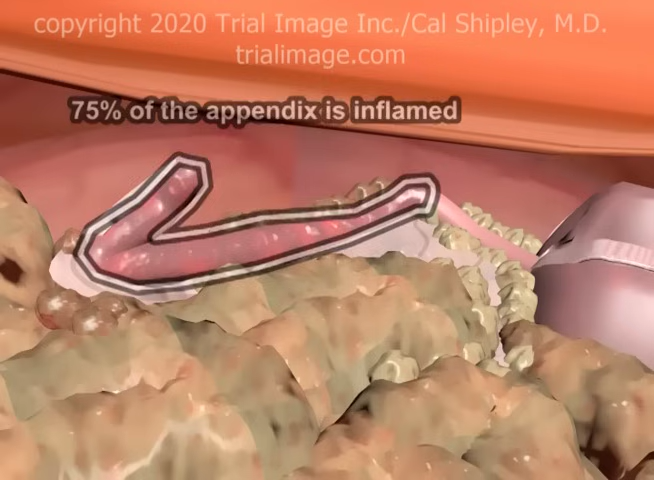 copyright 2020 Trial Image Inc./Cal Shipley, M.D.
trialimage.com
75% of the appendix is inflamed